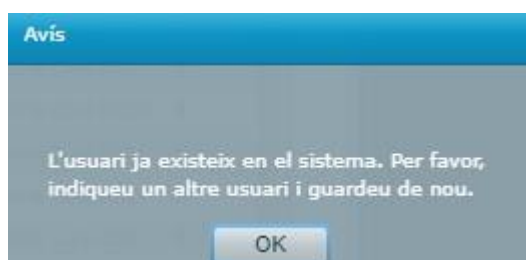 Avís
L'usuari ja existeix en el sistema. Per favor,
indiqueu un altre usuari i guardeu de nou.
OK